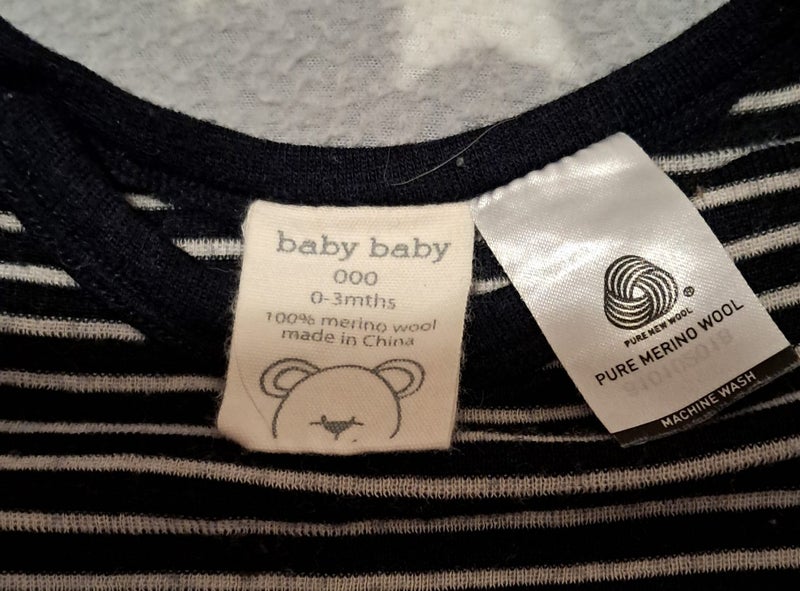 baby baby
000
0-3mths
100% merino wool
made in China
®
PURE NEW WOOL
PURE MERINO WOOL
MACHINE WASH